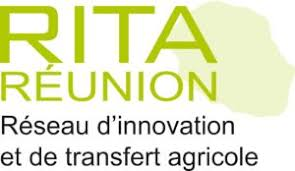 RITA
RÉUNION
Réseau d'innovation
et de transfert agricole